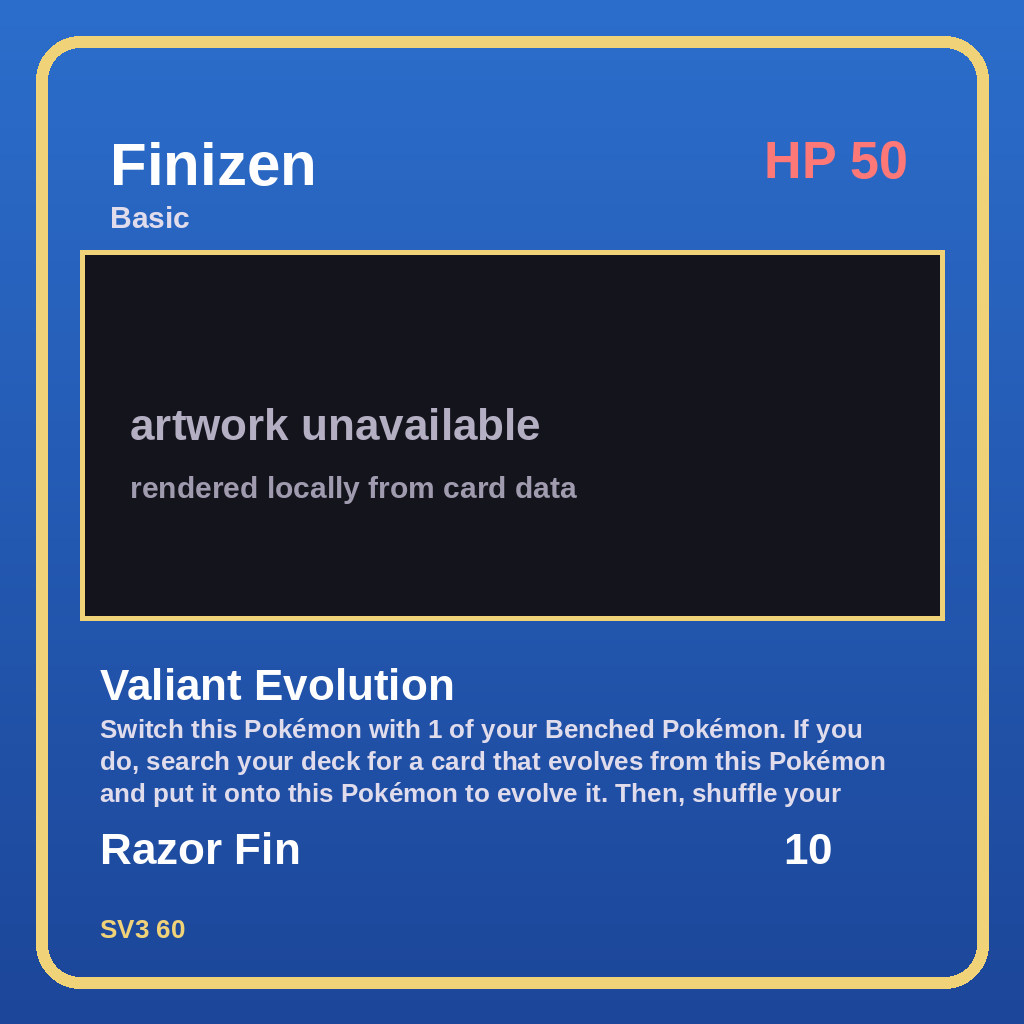 Finizen
HP 50
Basic
artwork unavailable
rendered locally from card data
Valiant Evolution
Switch this Pokémon with 1 of your Benched Pokémon. If you
do, search your deck for a card that evolves from this Pokémon
and put it onto this Pokémon to evolve it. Then, shuffle your
Razor Fin
10
SV3 60